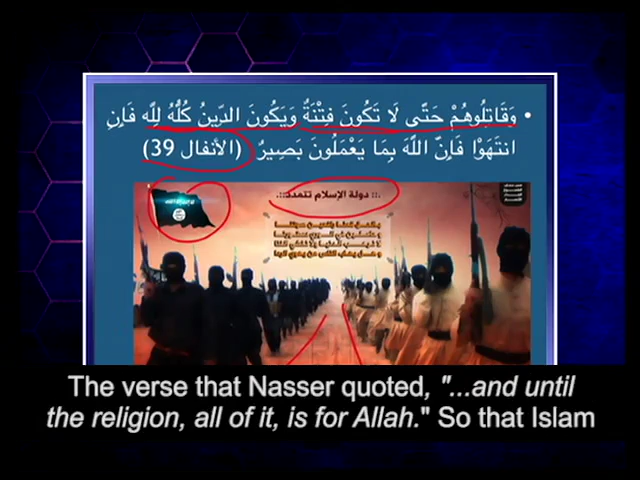 • وَقَاتِلُوهُمْ حَتَّى لَا تَكُونَ فِتْنَةٌ وَيَكُونَ الدِّينُ كُلُّهُ لِلَّهِ فَإِنِ
انتَهَوْا فَإِنَّ اللَّهَ بِمَا يَعْمَلُونَ بَصِيرٌ (الأنفال 39)
.:: دولة الإسلام تتمدد::.
The verse that Nasser quoted, "...and until
the religion, all of it, is for Allah." So that Islam